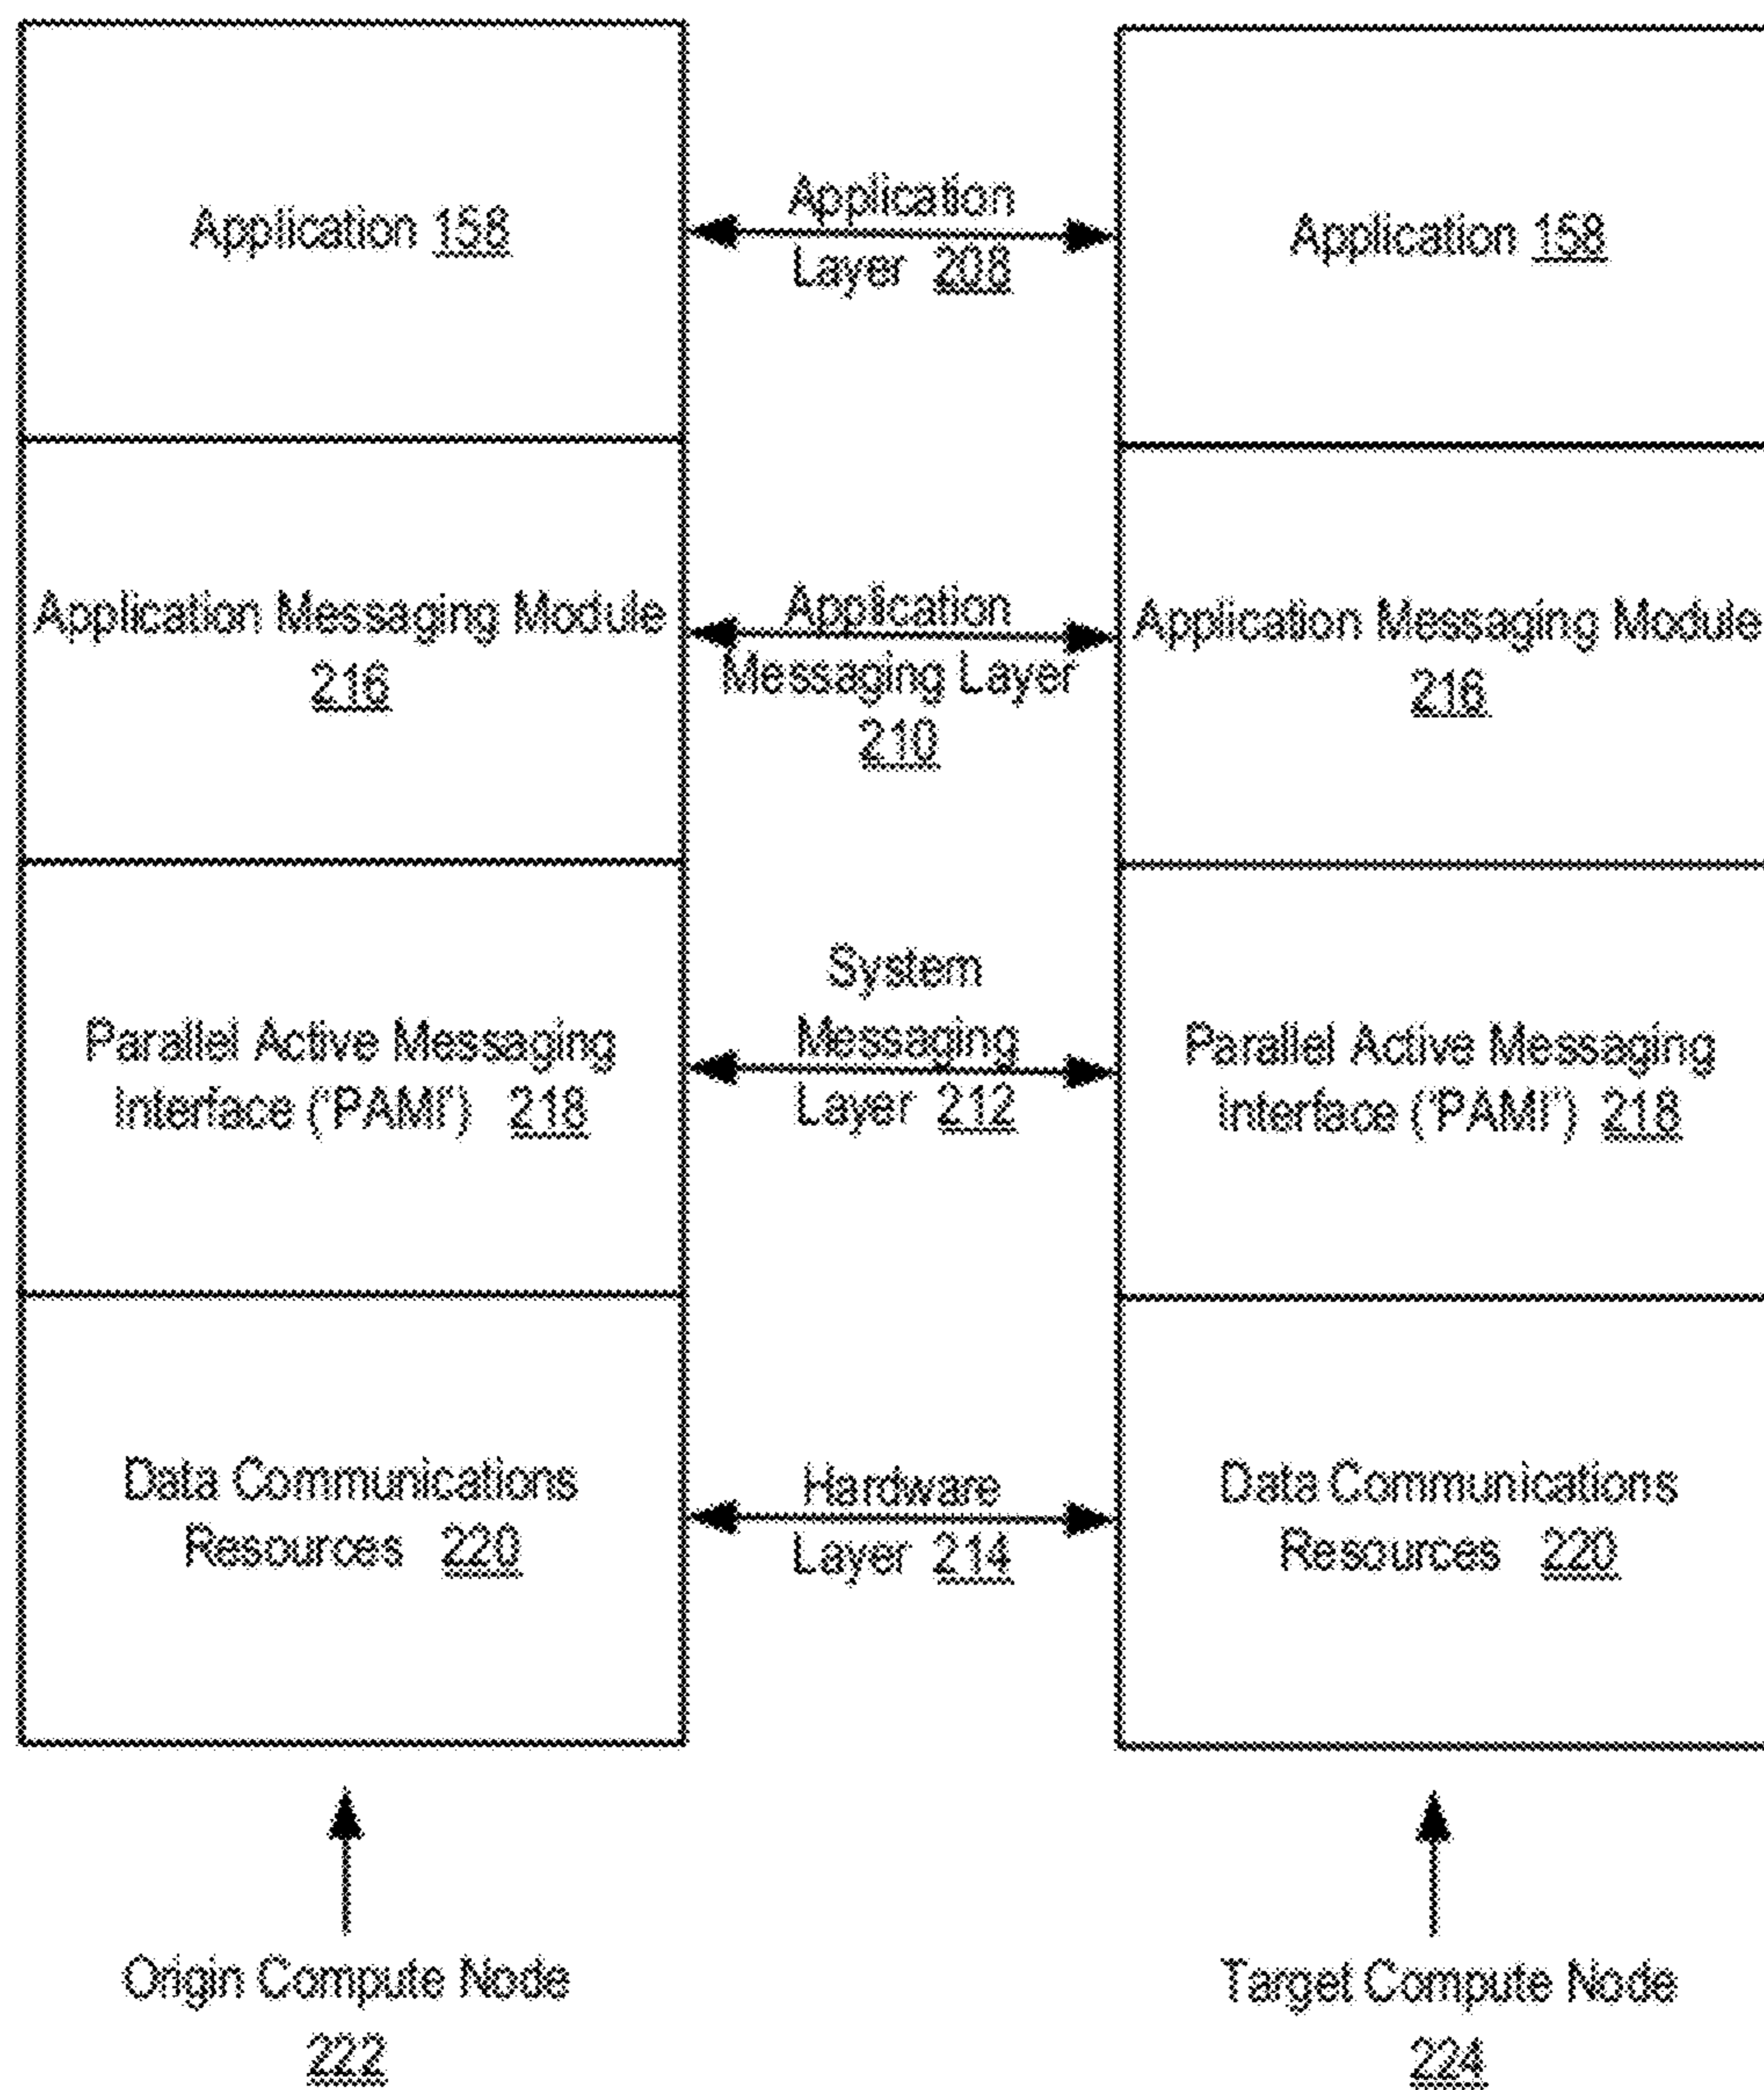 Application 158
Application
Layer 208
Application 158
Application Messaging Module
216
Application
Messaging Layer
210
Application Messaging Module
216
Parallel Active Messaging
Interface ('PAMI') 218
System
Messaging
Layer 212
Parallel Active Messaging
Interface ('PAMI') 218
Data Communications
Resources 220
Hardware
Layer 214
Data Communications
Resources 220
Origin Compute Node
222
Target Compute Node
224